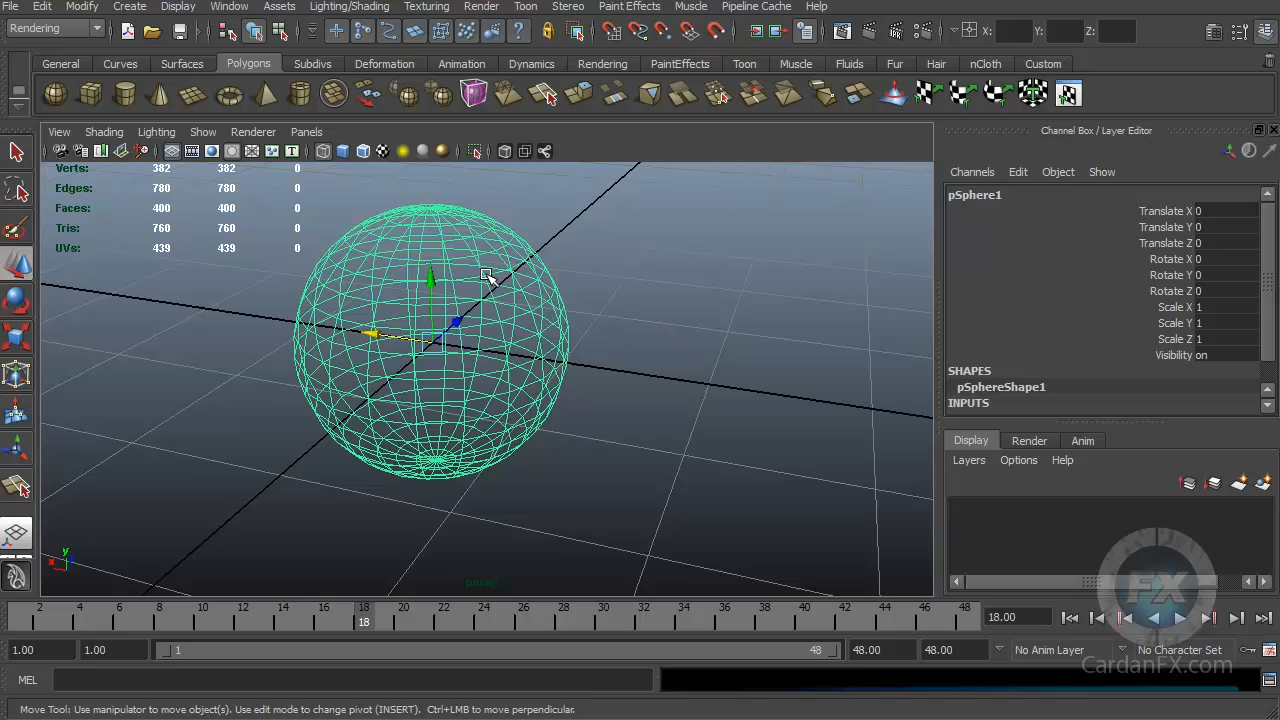 File Edit Modify Create Display Window Assets Lighting/Shading Texturing Render Toon Stereo Paint Effects Muscle Pipeline Cache Help
Rendering X: Y: Z:
General Curves Surfaces Polygons Subdivs Deformation Animation Dynamics Rendering PaintEffects Toon Muscle Fluids Fur Hair nCloth Custom
View Shading Lighting Show Renderer Panels
Channel Box / Layer Editor
Channels Edit Object Show
Verts: 382 382 0
Edges: 780 780 0
Faces: 400 400 0
Tris: 760 760 0
UVs: 439 439 0
pSphere1
Translate X 0
Translate Y 0
Translate Z 0
Rotate X 0
Rotate Y 0
Rotate Z 0
Scale X 1
Scale Y 1
Scale Z 1
Visibility on
SHAPES
pSphereShape1
INPUTS
Display Render Anim
Layers Options Help
y
x
persp
FX
2 4 6 8 10 12 14 16 18 20 22 24 26 28 30 32 34 36 38 40 42 44 46 48
18
18.00
1.00 1.00 1 48 48.00 48.00 No Anim Layer No Character Set
CardanFX.com
MEL
Move Tool: Use manipulator to move object(s). Use edit mode to change pivot (INSERT). Ctrl+LMB to move perpendicular.